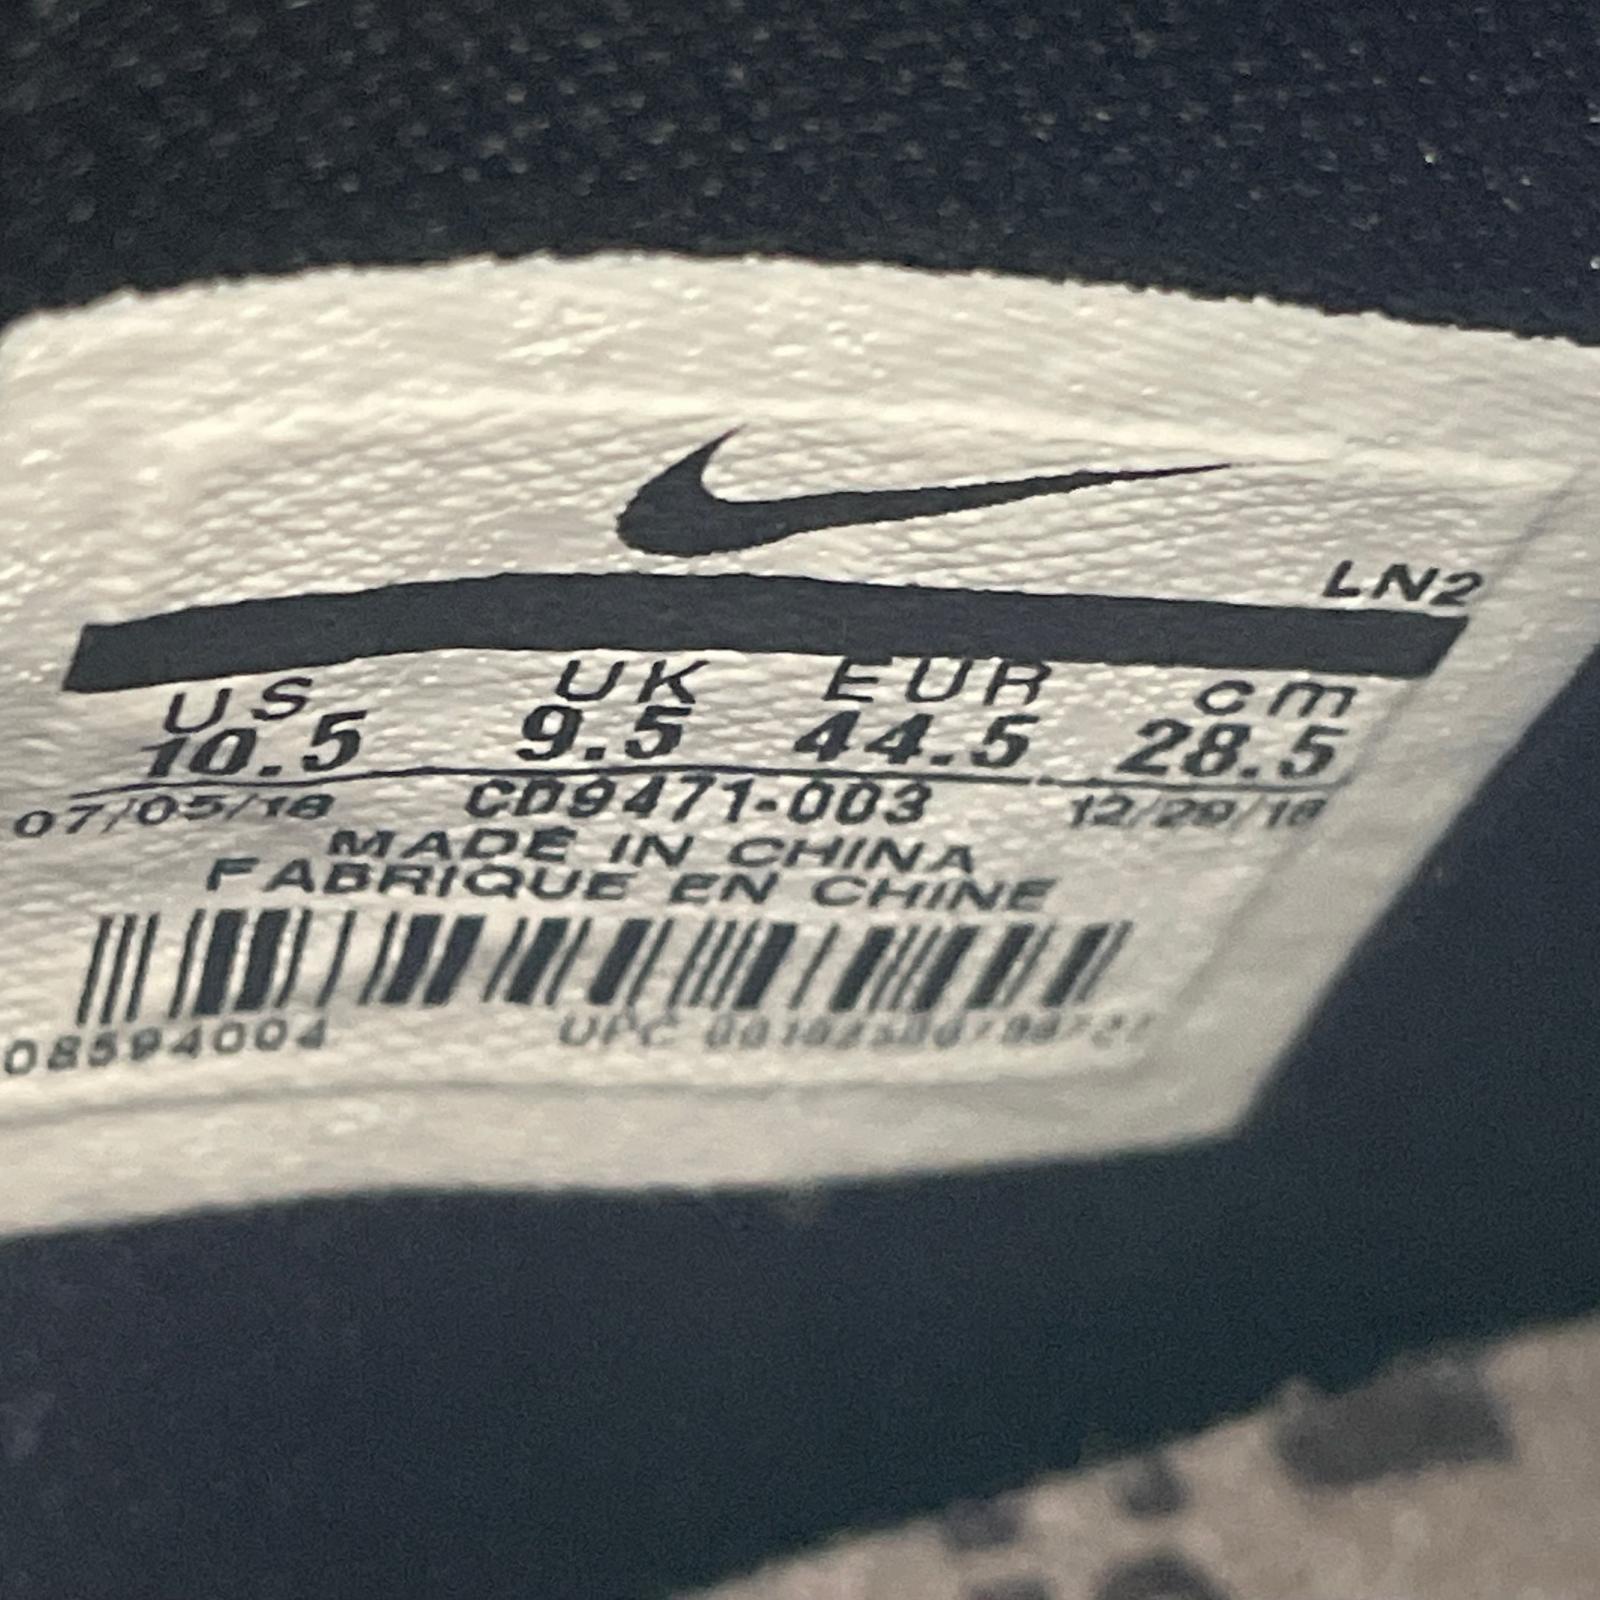 LN2
US UK EUR cm
10.5 9.5 44.5 28.5
07/05/18 CD9471-003 12/29/18
MADE IN CHINA
FABRIQUE EN CHINE
08594004 UPC